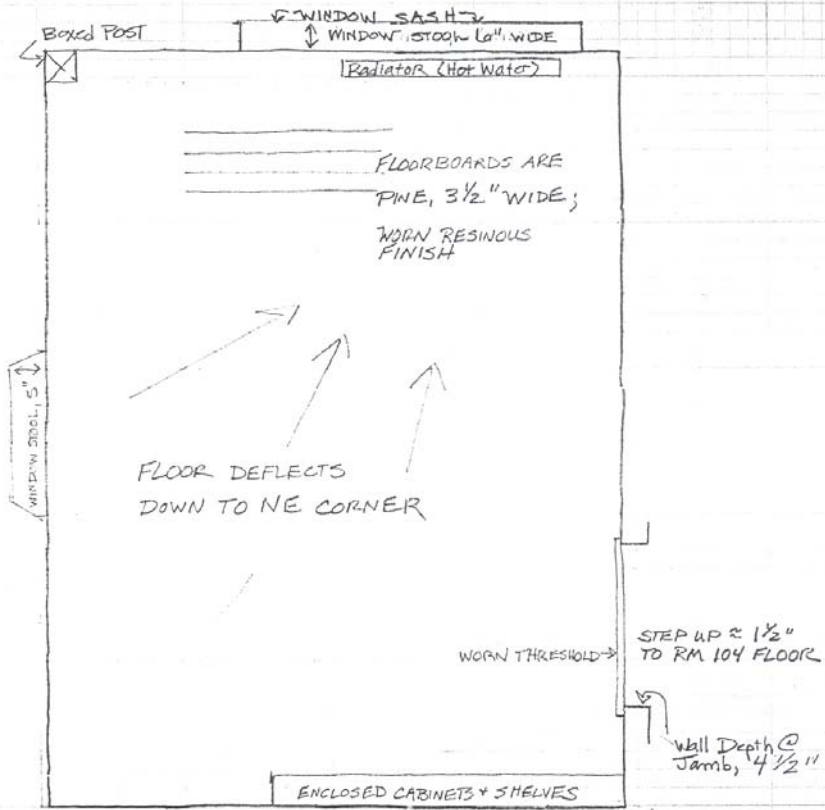 WINDOW SASH
Boxed POST
WINDOW STOOL 6" WIDE
Radiator (Hot Water)
FLOORBOARDS ARE
PINE, 3½" WIDE;
WORN RESINOUS
FINISH
WINDOW STOOL, 5"
FLOOR DEFLECTS
DOWN TO NE CORNER
STEP UP ≈ 1½"
WORN THRESHOLD
TO RM 104 FLOOR
Wall Depth @
Jamb, 4½"
ENCLOSED CABINETS + SHELVES